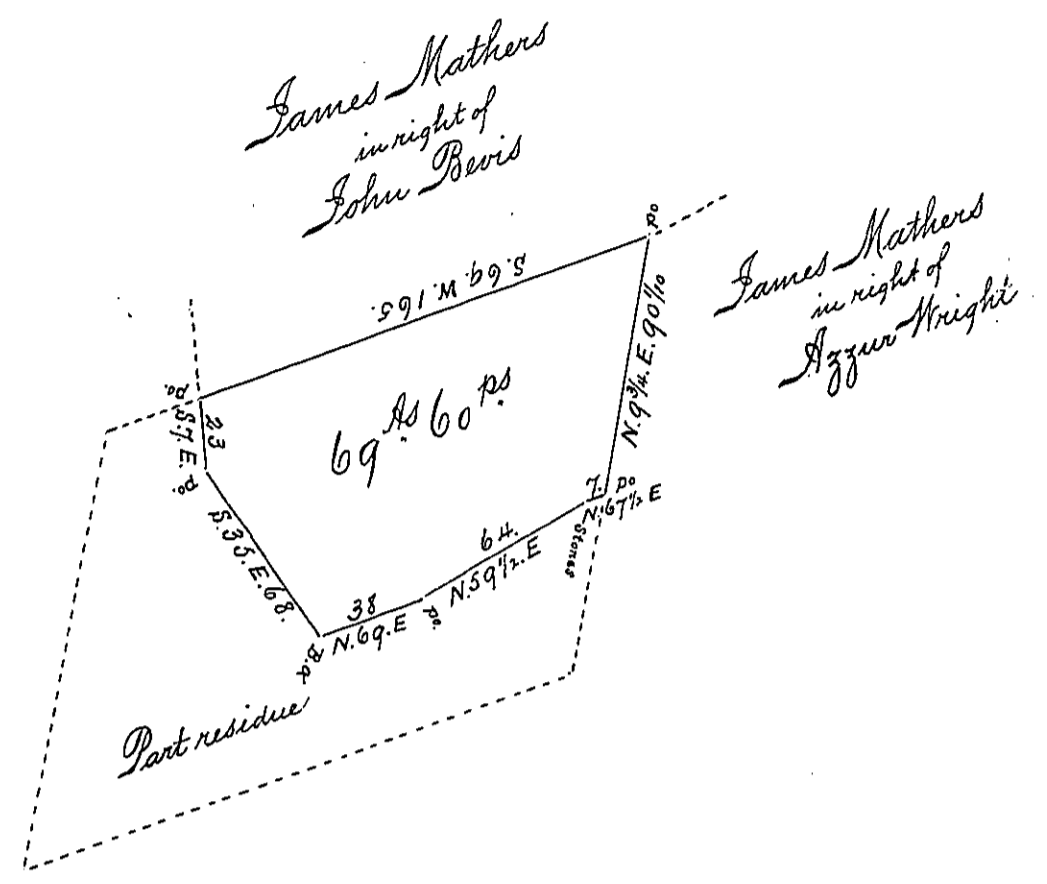 James Mathers
in right of
John Bevis
James Mathers
in right of
Azzur Wright
po
S.69.W.165.
N.9¾.E.90 1/10
po.
S.7.E.
23
po.
69 As. 60 ps.
S.35.E.68.
7.
po
N.67½ E
Stones
64.
N.59½.E
38
N.69.E
po.
B.a
Part residue